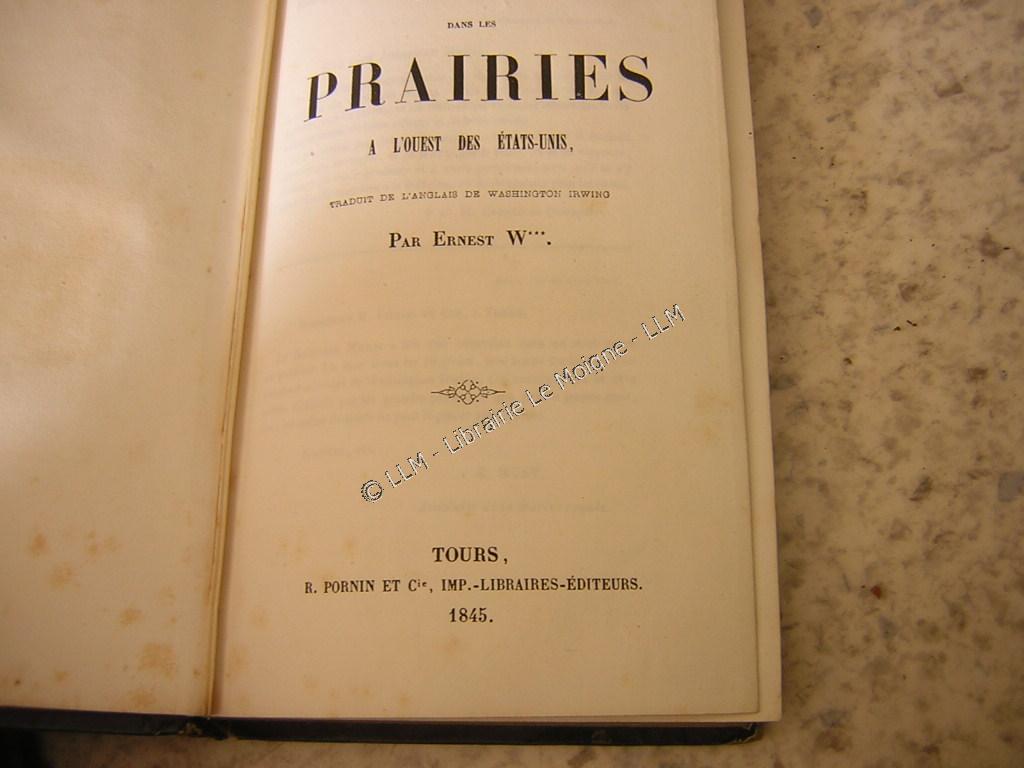 DANS LES
PRAIRIES
A L'OUEST DES ÉTATS-UNIS,
TRADUIT DE L'ANGLAIS DE WASHINGTON IRWING
PAR ERNEST W***.
© LLM - Librairie Le Moigne - LLM
TOURS,
R. PORNIN ET Cie, IMP.-LIBRAIRES-ÉDITEURS.
1845.